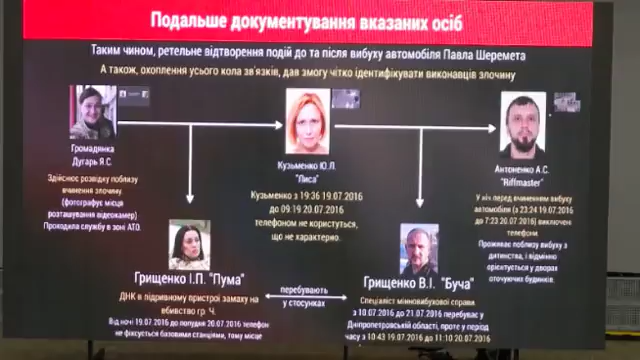 Подальше документування вказаних осіб
Таким чином, ретельне відтворення подій до та після вибуху автомобіля Павла Шеремета
А також, охоплення усього кола зв'язків, дав змогу чітко ідентифікувати виконавців злочину
Громадянка
Дугарь Я.С.
Здійснює розвідку поблизу
вчинення злочину
(фотографує місця
розташування відеокамер)
Проходила службу в зоні АТО.
Кузьменко Ю.Л.
"Лиса"
Кузьменко з 19:36 19.07.2016
до 09:19 20.07.2016
телефоном не користується,
що не характерно.
Антоненко А.С.
"Riffmaster"
У ніч перед вчиненням вибуху
автомобіля (з 23:24 19.07.2016
до 7:23 20.07.2016) виключені
телефони
Проживає поблизу вибуху з
дитинства, і відмінно
орієнтується у дворах
оточуючих будинків.
Грищенко І.П. "Пума"
ДНК в підривному пристрої замаху на
вбивство гр. Ч.
Від ночі 19.07.2016 до полудня 20.07.2016 телефон
не фіксується базовими станціями, тому місце
перебувають
у стосунках
Грищенко В.І. "Буча"
Спеціаліст мінновибухової справи
з 10.07.2016 до 21.07.2016 перебуває у
Дніпропетровській області, проте у період
часу з 10:43 19.07.2016 до 11:10 20.07.2016